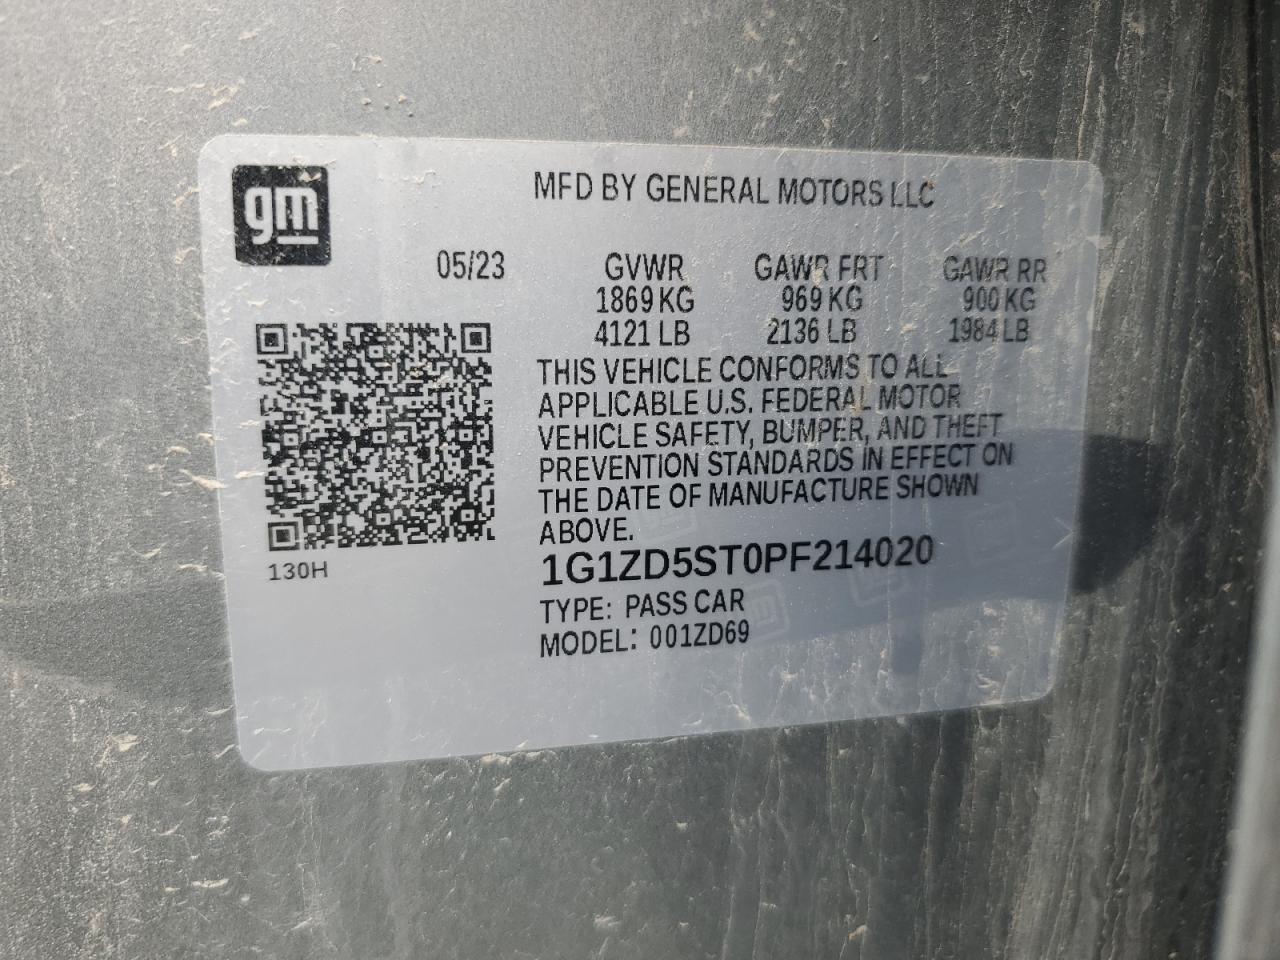 gm
MFD BY GENERAL MOTORS LLC
05/23 GVWR GAWR FRT GAWR RR
1869 KG 969 KG 900 KG
4121 LB 2136 LB 1984 LB
THIS VEHICLE CONFORMS TO ALL
APPLICABLE U.S. FEDERAL MOTOR
VEHICLE SAFETY, BUMPER, AND THEFT
PREVENTION STANDARDS IN EFFECT ON
THE DATE OF MANUFACTURE SHOWN
ABOVE.
130H
1G1ZD5ST0PF214020
TYPE: PASS CAR
MODEL: 001ZD69